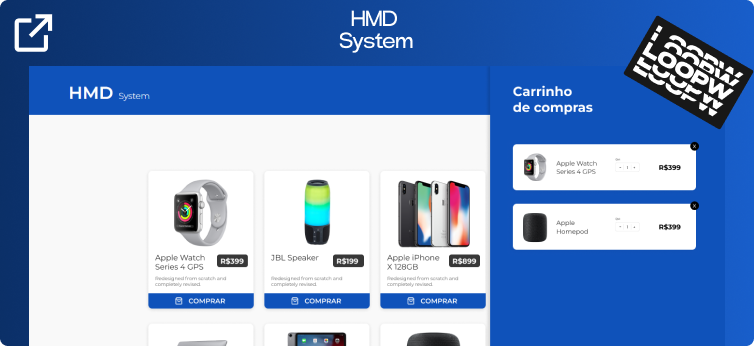 HMD
System
LOOPW
LOOPW
LOOPW
HMD System
Carrinho
de compras
X
Apple Watch
Series 4 GPS
Qtd:
- 1 +
R$399
X
Apple
Homepod
Qtd:
- 1 +
R$399
Apple Watch
Series 4 GPS
R$399
Redesigned from scratch and
completely revised.
COMPRAR
JBL Speaker
R$199
Redesigned from scratch and
completely revised.
COMPRAR
Apple iPhone
X 128GB
R$899
Redesigned from scratch and
completely revised.
COMPRAR